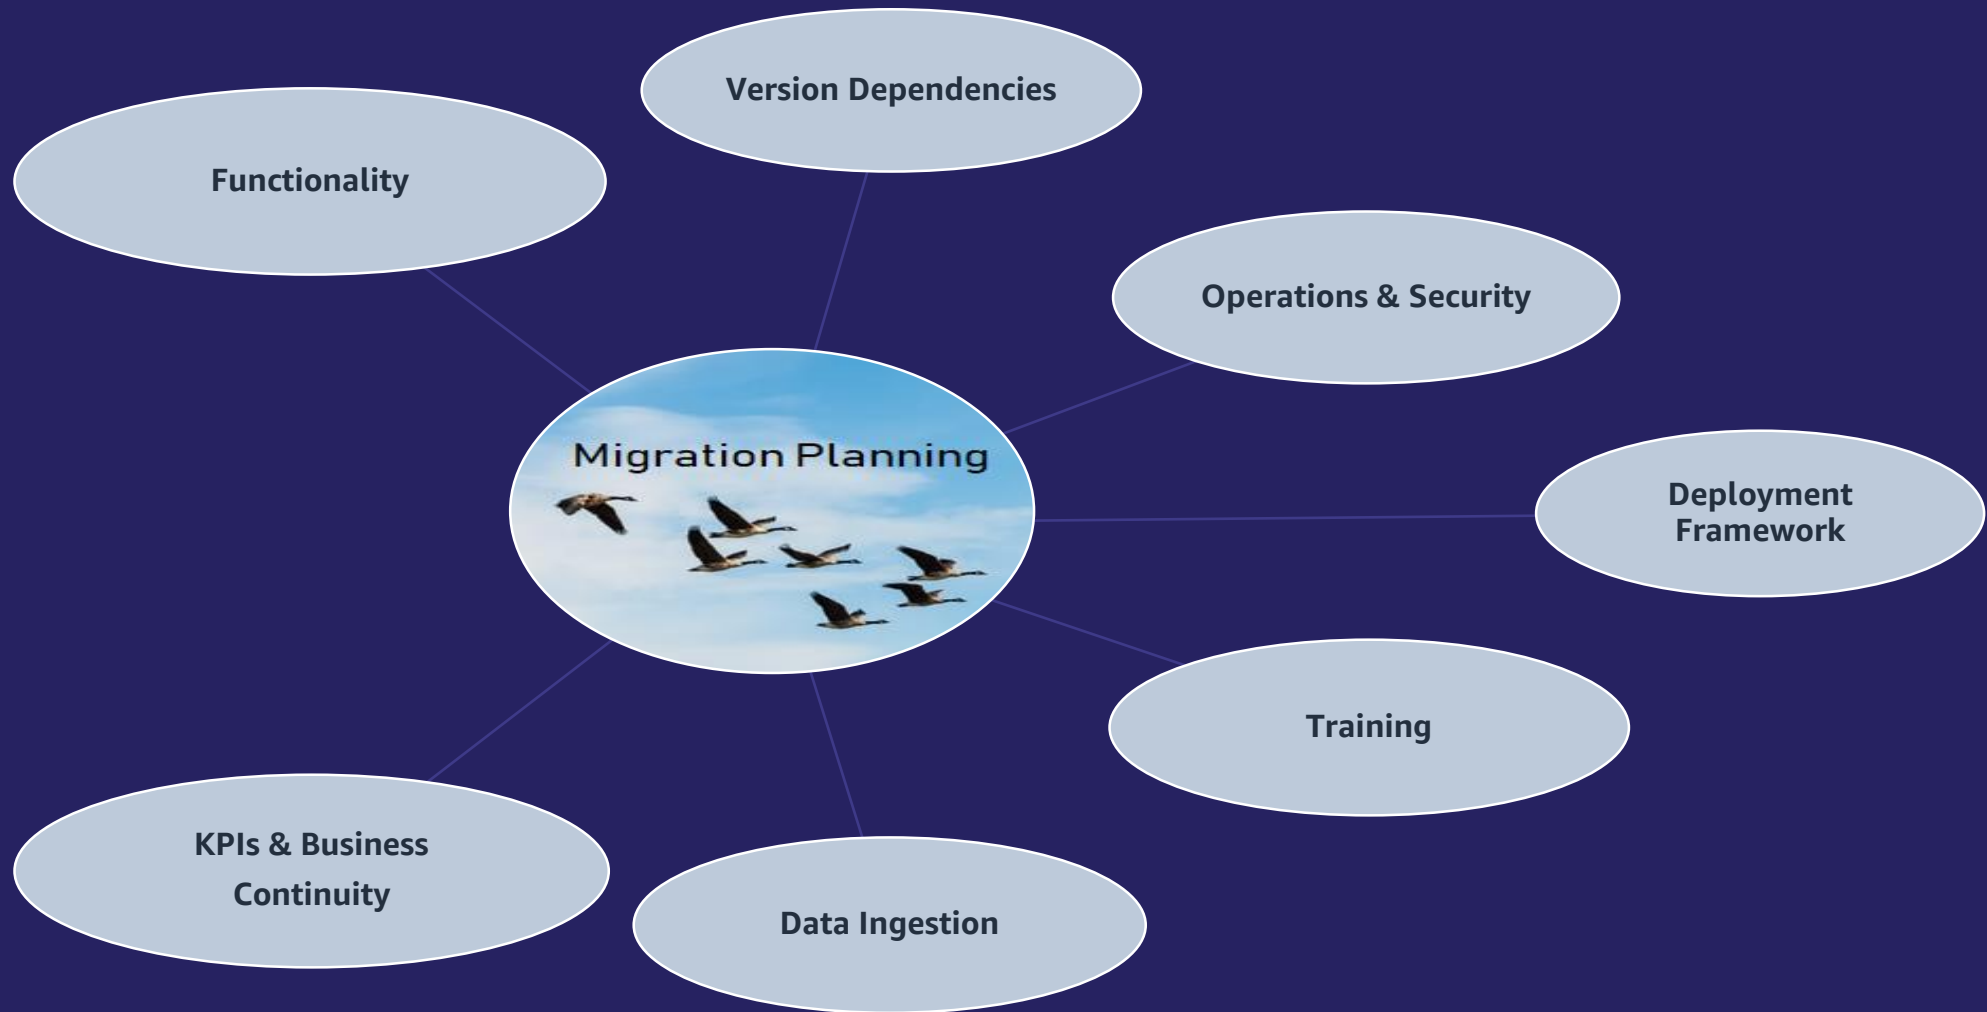 Version Dependencies
Functionality
Operations & Security
Migration Planning
Deployment
Framework
Training
KPIs & Business
Continuity
Data Ingestion